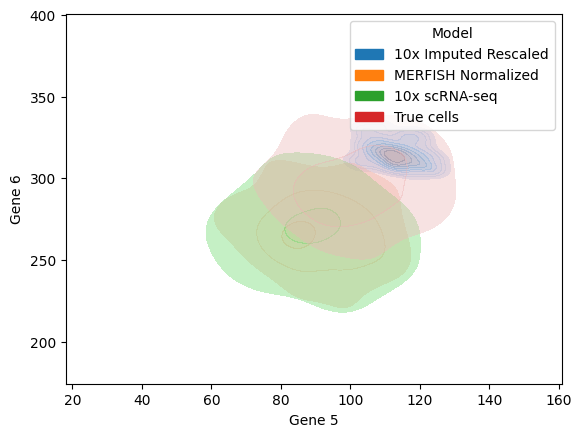 Model
10x Imputed Rescaled
MERFISH Normalized
10x scRNA-seq
True cells
400
350
300
250
200
Gene 6
20
40
60
80
100
120
140
160
Gene 5